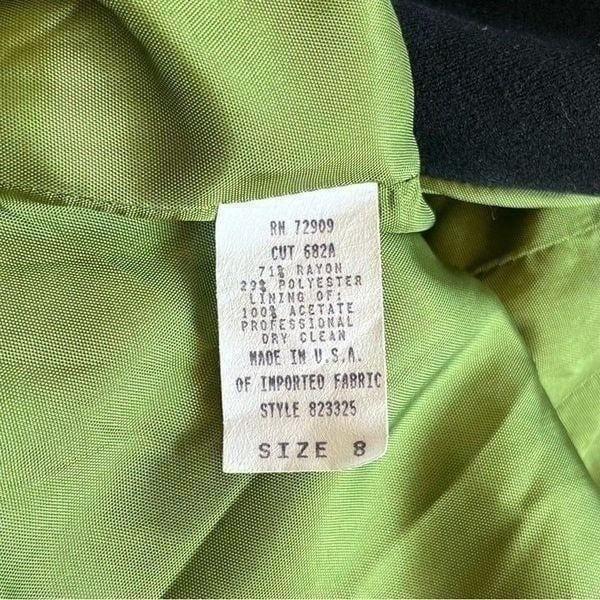 RN 72909
CUT 682A
71% RAYON
29% POLYESTER
LINING OF:
100% ACETATE
PROFESSIONAL
DRY CLEAN
MADE IN U.S.A.
OF IMPORTED FABRIC
STYLE 823325
SIZE 8